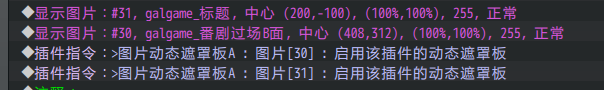 ◆显示图片：#31, galgame_标题, 中心 (200,-100), (100%,100%), 255, 正常
◆显示图片：#30, galgame_番剧过场B面, 中心 (408,312), (100%,100%), 255, 正常
◆插件指令：>图片动态遮罩板A : 图片[30] : 启用该插件的动态遮罩板
◆插件指令：>图片动态遮罩板A : 图片[31] : 启用该插件的动态遮罩板